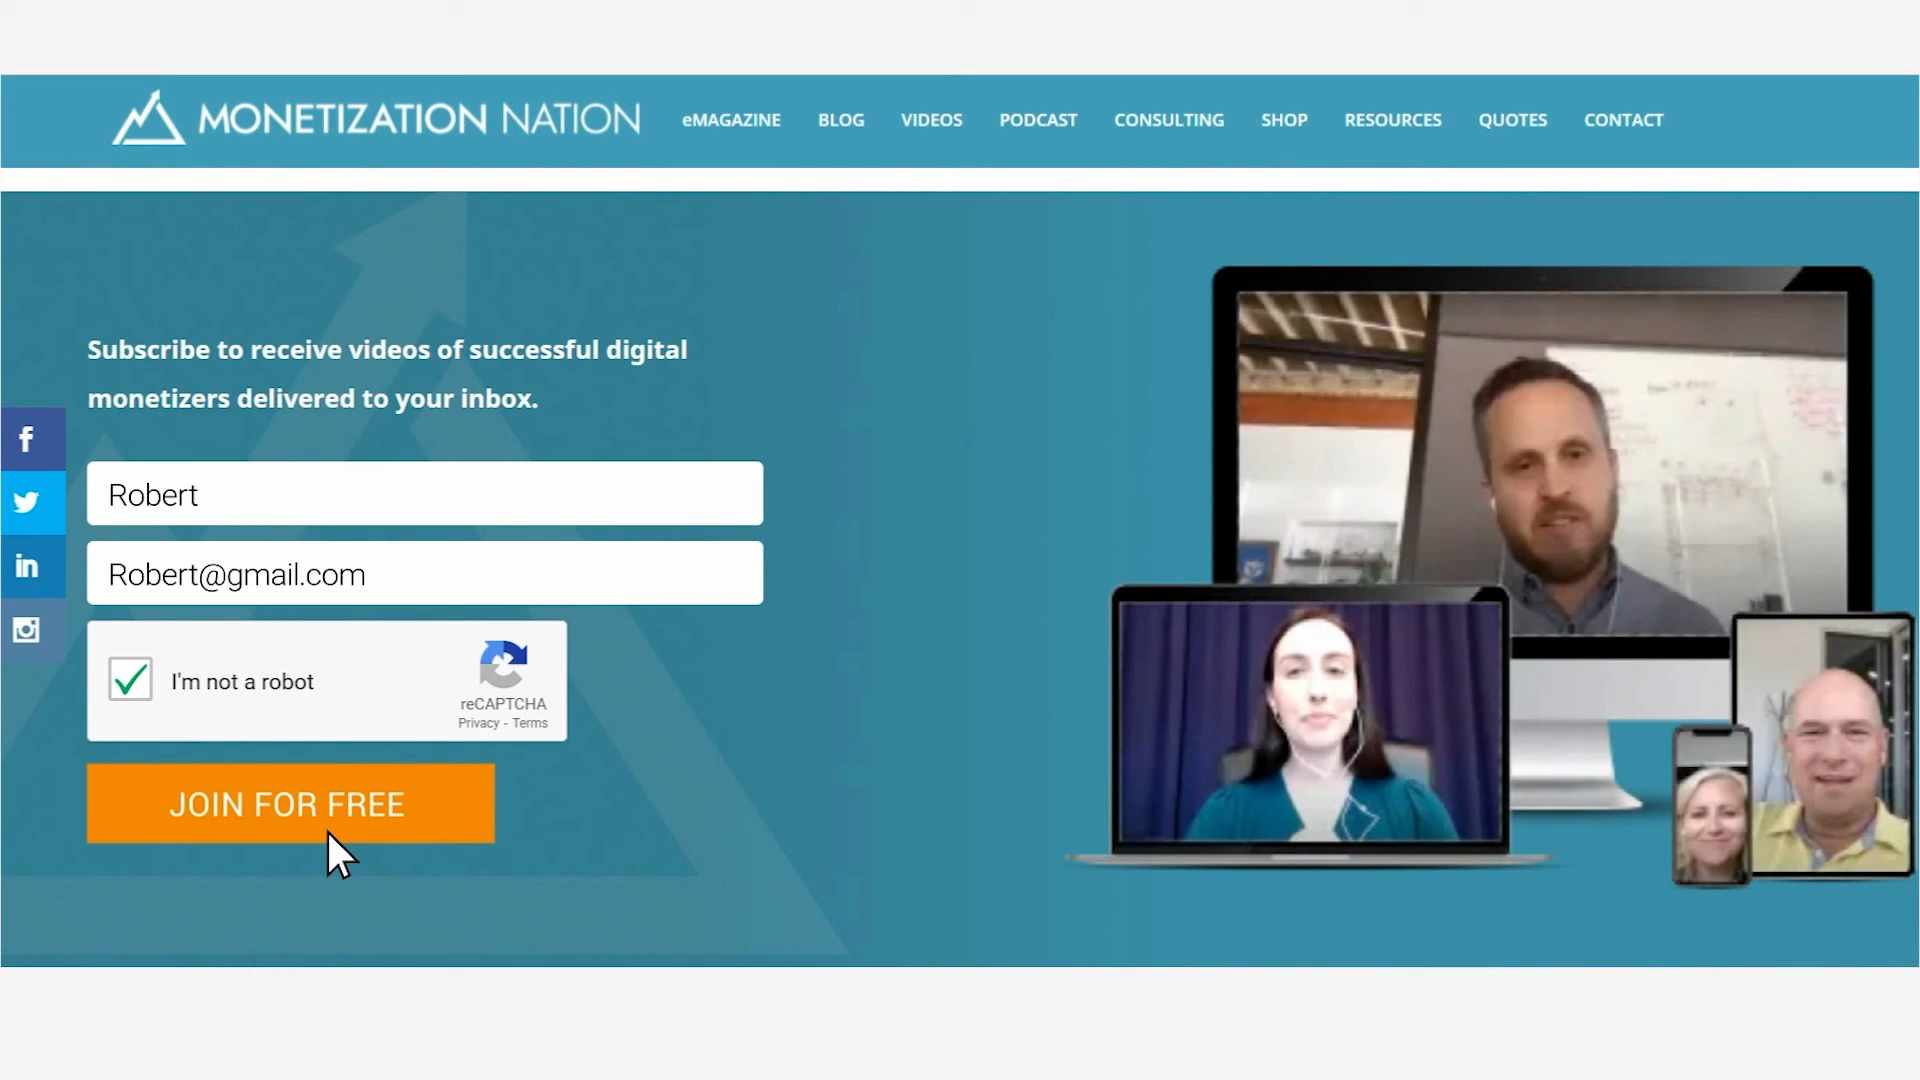 MONETIZATION NATION
eMAGAZINE BLOG VIDEOS PODCAST CONSULTING SHOP RESOURCES QUOTES CONTACT
Subscribe to receive videos of successful digital
monetizers delivered to your inbox.
f
in
Robert
Robert@gmail.com
I'm not a robot
reCAPTCHA
Privacy - Terms
JOIN FOR FREE